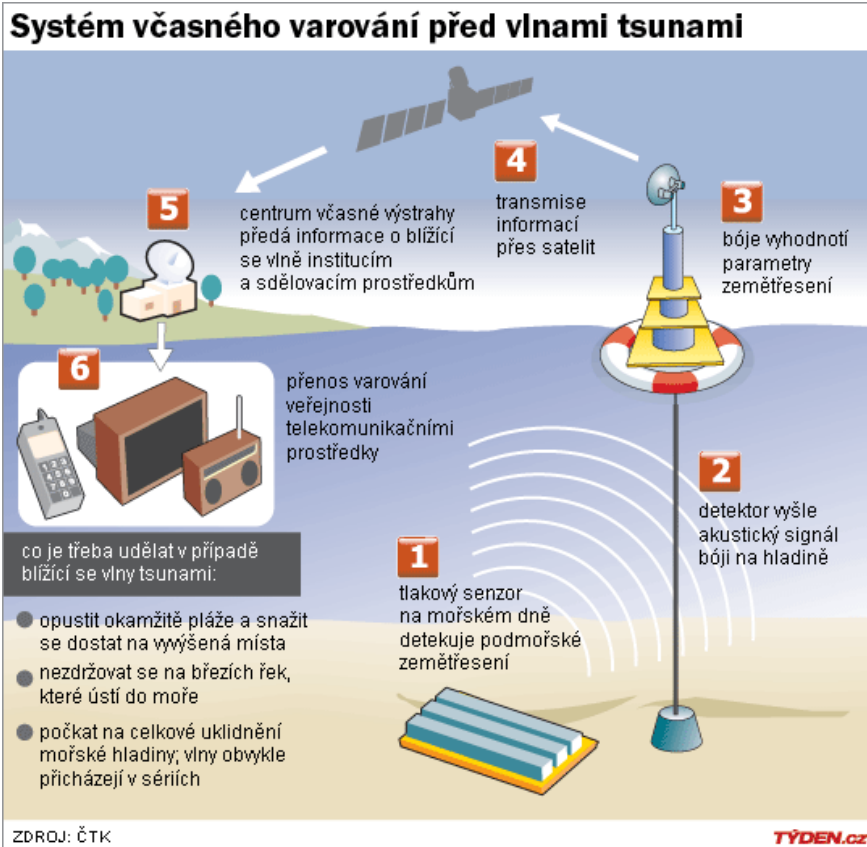 Systém včasného varování před vlnami tsunami
1
tlakový senzor
na mořském dně
detekuje podmořské
zemětřesení
2
detektor vyšle
akustický signál
bóji na hladině
3
bóje vyhodnotí
parametry
zemětřesení
4
transmise
informací
přes satelit
5
centrum včasné výstrahy
předá informace o blížící
se vlně institucím
a sdělovacím prostředkům
6
přenos varování
veřejnosti
telekomunikačními
prostředky
co je třeba udělat v případě
blížící se vlny tsunami:
opustit okamžitě pláže a snažit
se dostat na vyvýšená místa
nezdržovat se na březích řek,
které ústí do moře
počkat na celkové uklidnění
mořské hladiny; vlny obvykle
přicházejí v sériích
ZDROJ: ČTK
TÝDEN.cz